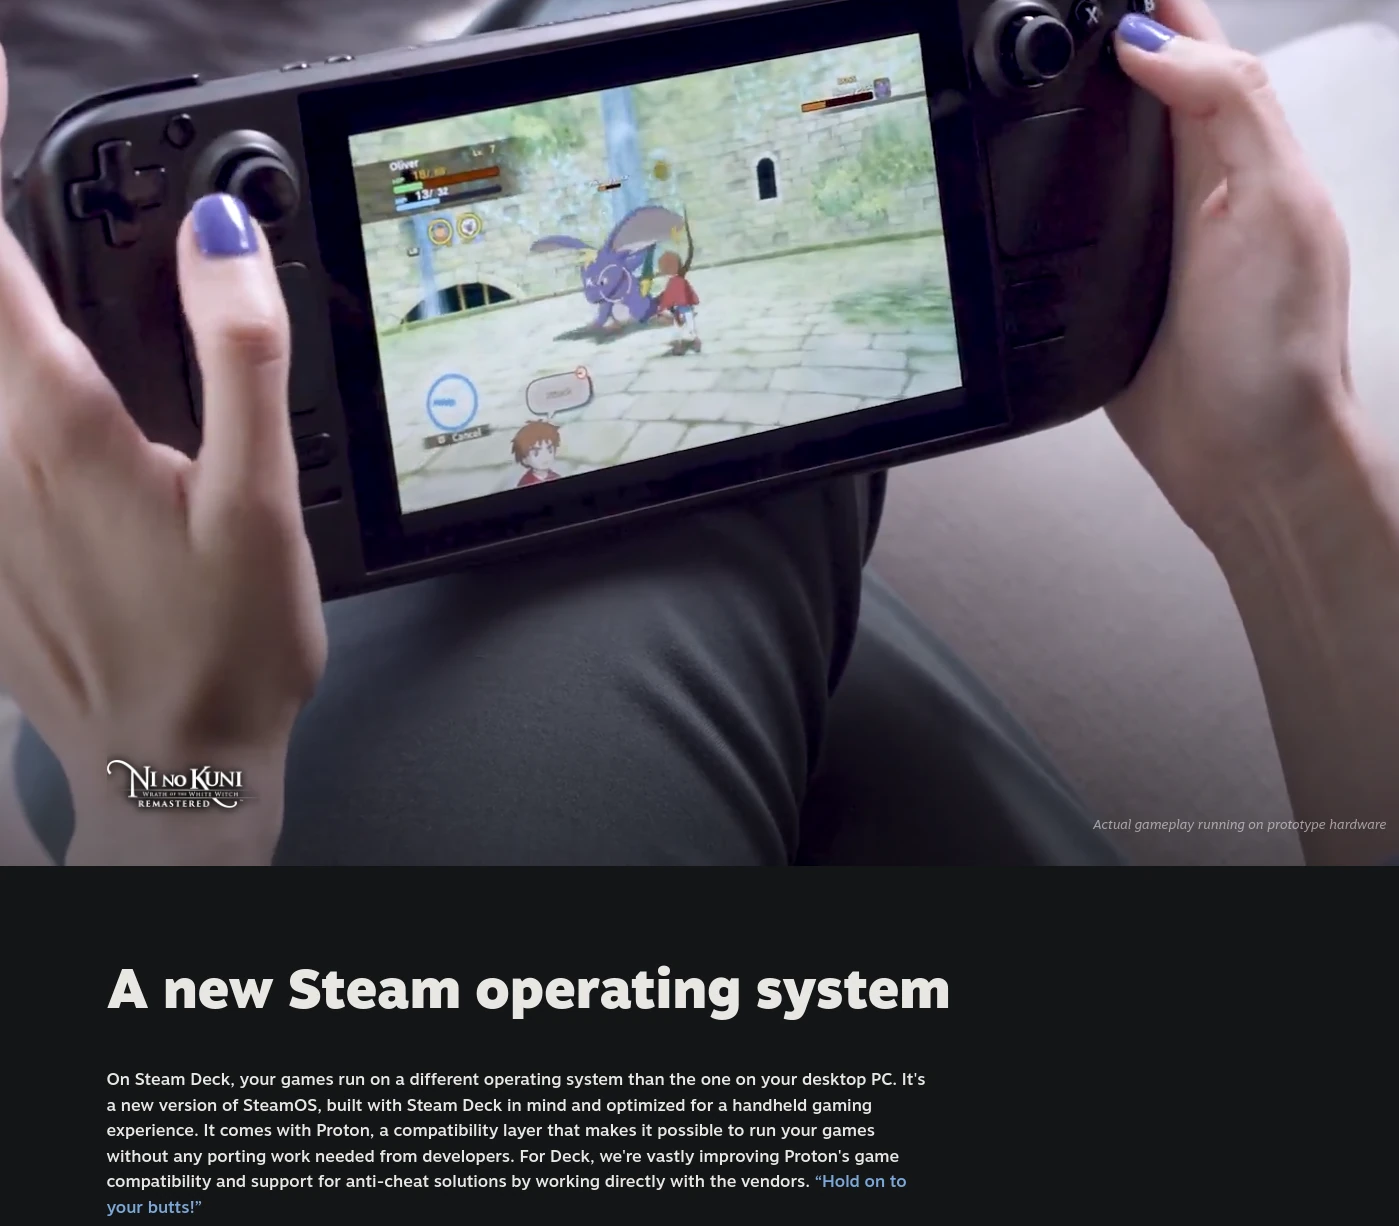 X
B
Oliver
Lv. 7
13/ 32
Cancel
NI NO KUNI
WRATH OF THE WHITE WITCH
REMASTERED
Actual gameplay running on prototype hardware
A new Steam operating system
On Steam Deck, your games run on a different operating system than the one on your desktop PC. It's
a new version of SteamOS, built with Steam Deck in mind and optimized for a handheld gaming
experience. It comes with Proton, a compatibility layer that makes it possible to run your games
without any porting work needed from developers. For Deck, we're vastly improving Proton's game
compatibility and support for anti-cheat solutions by working directly with the vendors. “Hold on to
your butts!”